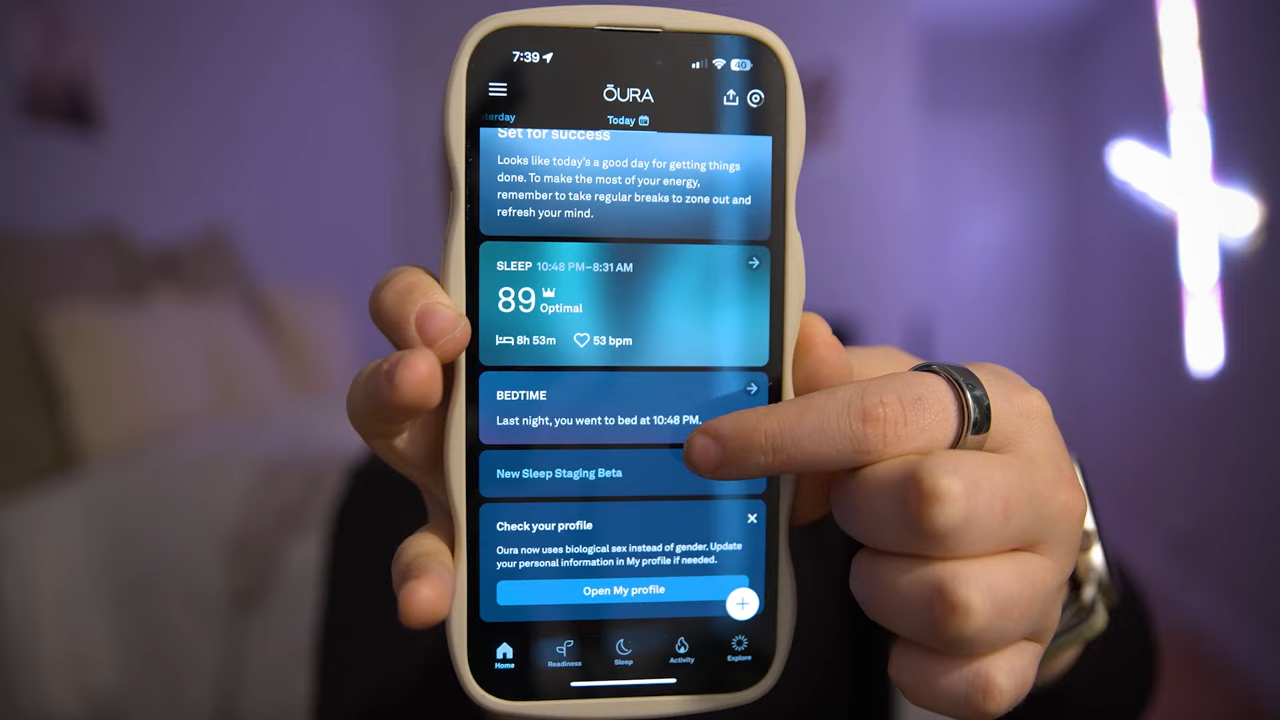 7:39
40
ŌURA
terday
Today
Set for success
Looks like today's a good day for getting things
done. To make the most of your energy,
remember to take regular breaks to zone out and
refresh your mind.
SLEEP 10:48 PM–8:31 AM
89
Optimal
8h 53m 53 bpm
BEDTIME
Last night, you went to bed at 10:48 PM.
New Sleep Staging Beta
Check your profile
Oura now uses biological sex instead of gender. Update
your personal information in My profile if needed.
Open My profile
Home Readiness Sleep Activity Explore